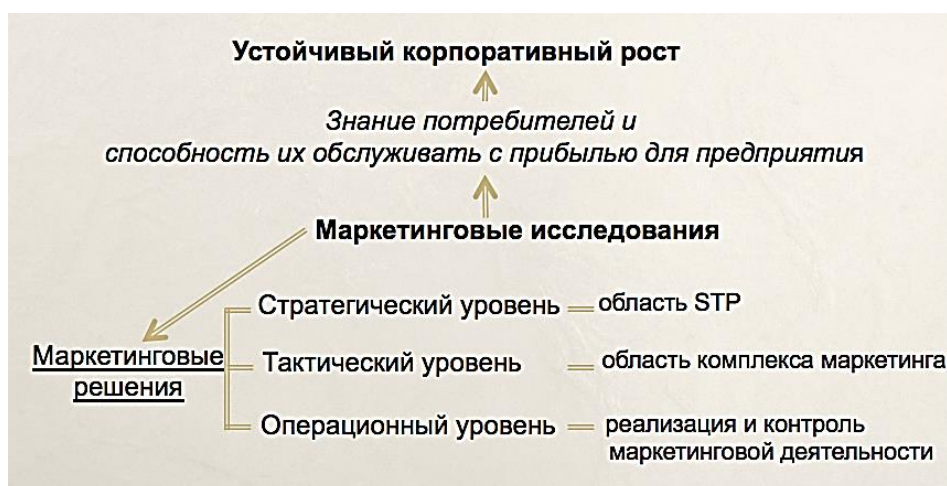 Устойчивый корпоративный рост
Знание потребителей и
способность их обслуживать с прибылью для предприятия
Маркетинговые исследования
Стратегический уровень
область STP
Маркетинговые
решения
Тактический уровень
область комплекса маркетинга
Операционный уровень
реализация и контроль
маркетинговой деятельности